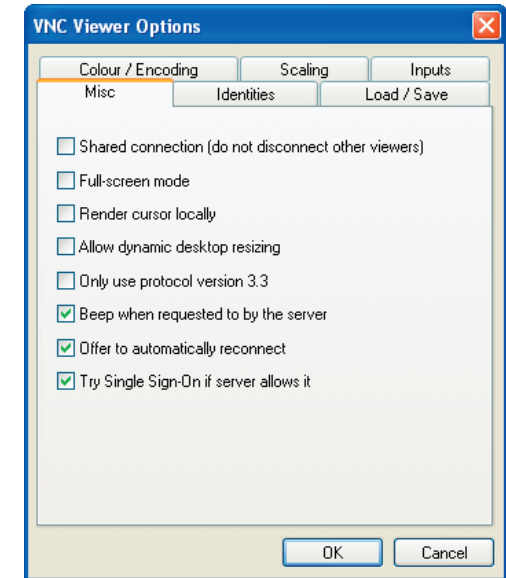 VNC Viewer Options
Colour / Encoding Scaling Inputs
Misc Identities Load / Save
Shared connection (do not disconnect other viewers)
Full-screen mode
Render cursor locally
Allow dynamic desktop resizing
Only use protocol version 3.3
Beep when requested to by the server
Offer to automatically reconnect
Try Single Sign-On if server allows it
OK Cancel